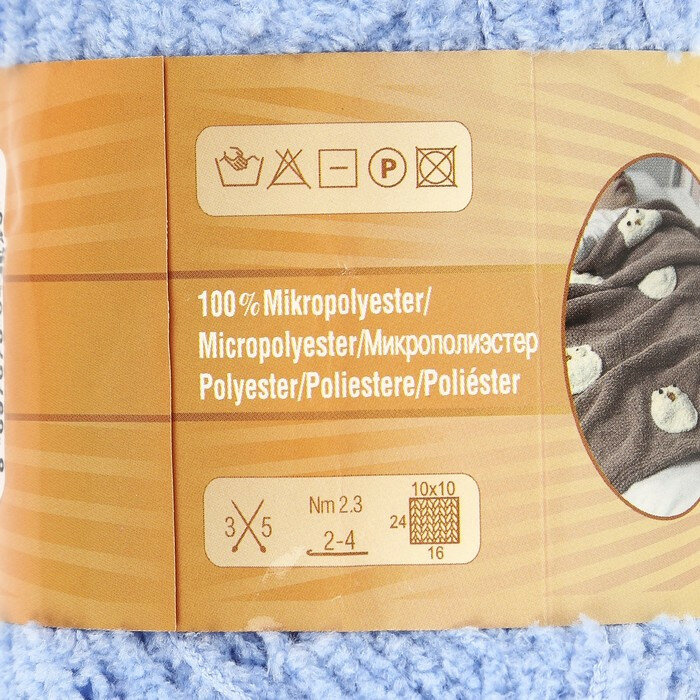 P
100% Mikropolyester/
Micropolyester/Микрополиэстер
Polyester/Poliestere/Poliéster
3 5
Nm 2.3
2-4
10x10
24
16